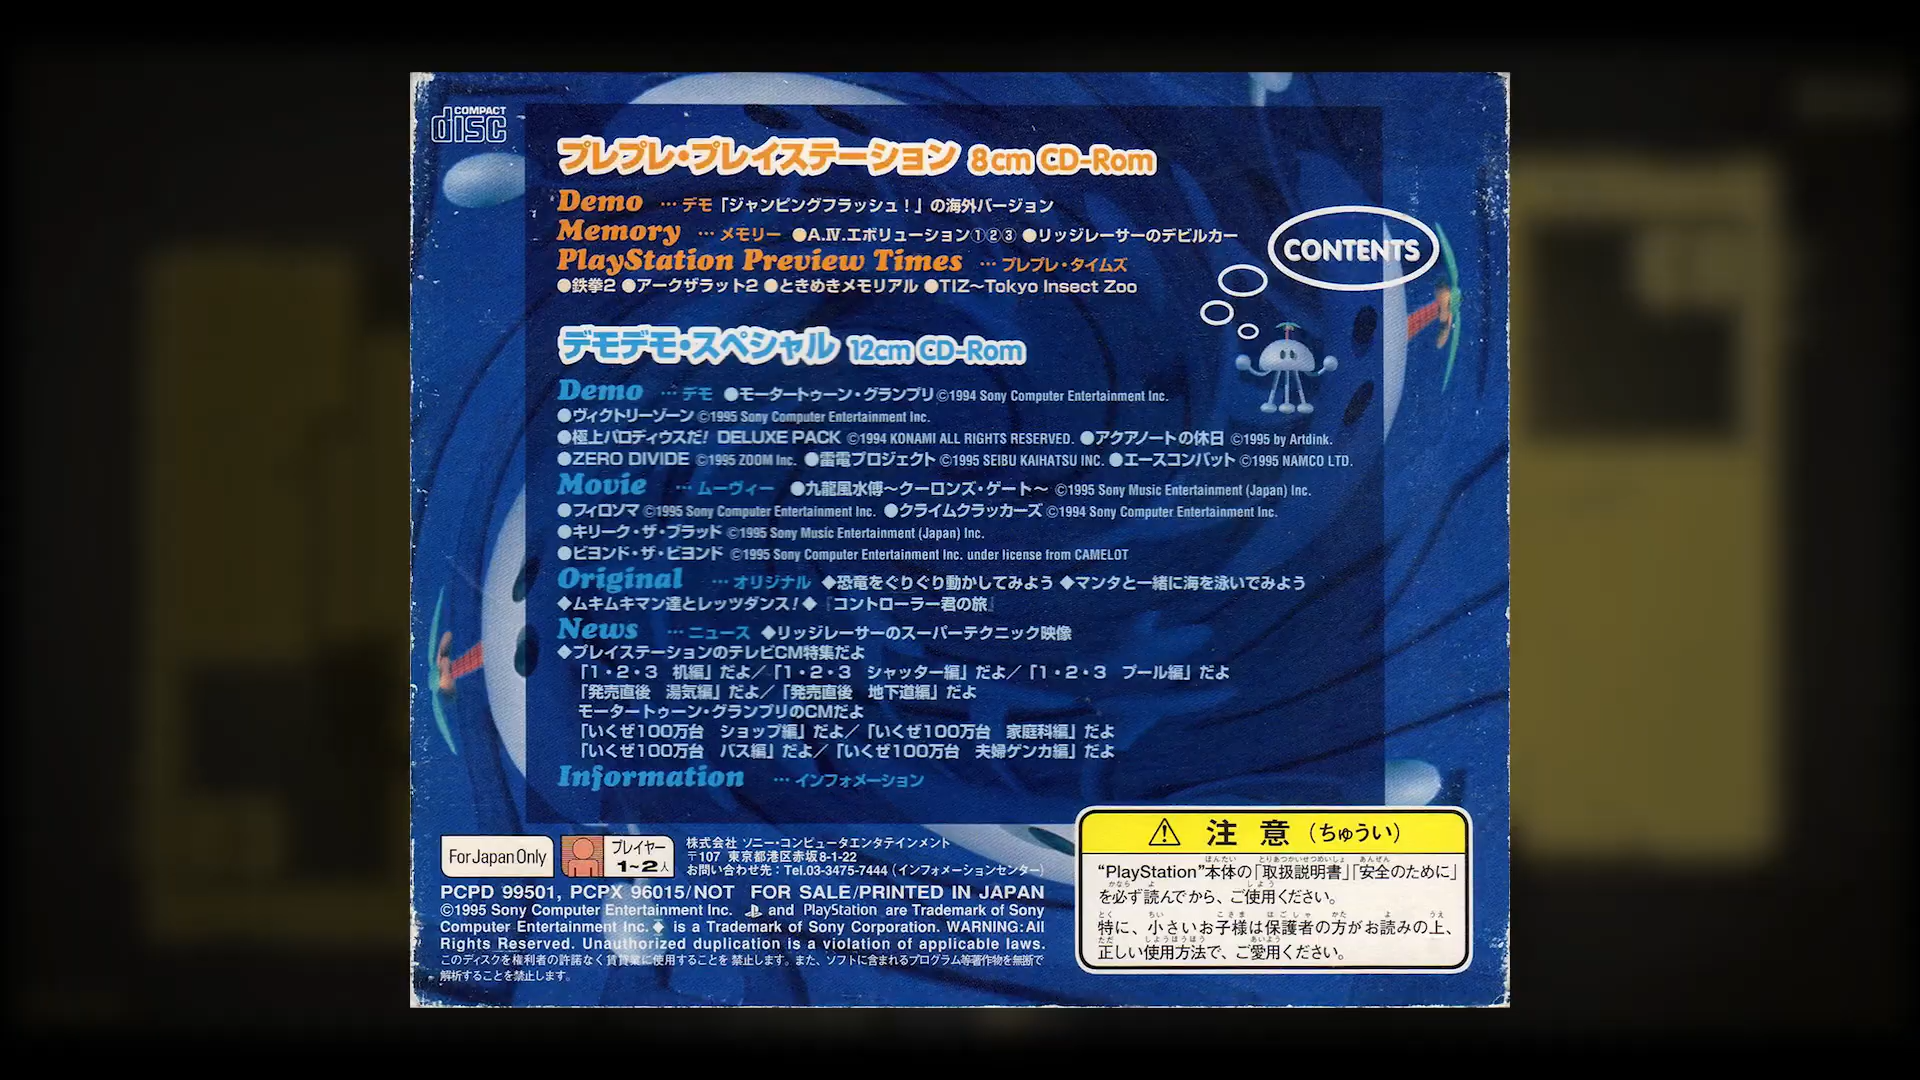 COMPACT
disc
プレプレ・プレイステーション 8cm CD-Rom
Demo … デモ「ジャンピングフラッシュ！」の海外バージョン
Memory … メモリー ●A.Ⅳ.エボリューション①②③ ●リッジレーサーのデビルカー
PlayStation Preview Times … プレプレ・タイムズ
●鉄拳2 ●アークザラット2 ●ときめきメモリアル ●TIZ〜Tokyo Insect Zoo
CONTENTS
デモデモ・スペシャル 12cm CD-Rom
Demo … デモ ●モータートゥーン・グランプリ ©1994 Sony Computer Entertainment Inc.
●ヴィクトリーゾーン ©1995 Sony Computer Entertainment Inc.
●極上パロディウスだ! DELUXE PACK ©1994 KONAMI ALL RIGHTS RESERVED. ●アクアノートの休日 ©1995 by Artdink.
●ZERO DIVIDE ©1995 ZOOM Inc. ●雷電プロジェクト ©1995 SEIBU KAIHATSU INC. ●エースコンバット ©1995 NAMCO LTD.
Movie … ムーヴィー ●九龍風水傅〜クーロンズ・ゲート〜 ©1995 Sony Music Entertainment (Japan) Inc.
●フィロソマ ©1995 Sony Computer Entertainment Inc. ●クライムクラッカーズ ©1994 Sony Computer Entertainment Inc.
●キリーク・ザ・ブラッド ©1995 Sony Music Entertainment (Japan) Inc.
●ビヨンド・ザ・ビヨンド ©1995 Sony Computer Entertainment Inc. under license from CAMELOT
Original … オリジナル ◆恐竜をぐりぐり動かしてみよう ◆マンタと一緒に海を泳いでみよう
◆ムキムキマン達とレッツダンス！◆『コントローラー君の旅』
News … ニュース ◆リッジレーサーのスーパーテクニック映像
◆プレイステーションのテレビCM特集だよ
「1・2・3 机編」だよ／「1・2・3 シャッター編」だよ／「1・2・3 プール編」だよ
「発売直後 湯気編」だよ／「発売直後 地下道編」だよ
モータートゥーン・グランプリのCMだよ
「いくぜ100万台 ショップ編」だよ／「いくぜ100万台 家庭科編」だよ
「いくぜ100万台 バス編」だよ／「いくぜ100万台 夫婦ゲンカ編」だよ
Information … インフォメーション
For Japan Only
プレイヤー
1~2人
株式会社 ソニー・コンピュータエンタテインメント
〒107 東京都港区赤坂8-1-22
お問い合わせ先：Tel.03-3475-7444（インフォメーションセンター）
PCPD 99501, PCPX 96015/NOT FOR SALE/PRINTED IN JAPAN
©1995 Sony Computer Entertainment Inc. and PlayStation are Trademark of Sony
Computer Entertainment Inc. ◆ is a Trademark of Sony Corporation. WARNING:All
Rights Reserved. Unauthorized duplication is a violation of applicable laws.
このディスクを権利者の許諾なく賃貸業に使用することを禁止します。また、ソフトに含まれるプログラム等著作物を無断で
解析することを禁止します。
⚠ 注 意（ちゅうい）
“PlayStation”本体の「取扱説明書」「安全のために」
を必ず読んでから、ご使用ください。
特に、小さいお子様は保護者の方がお読みの上、
正しい使用方法で、ご愛用ください。